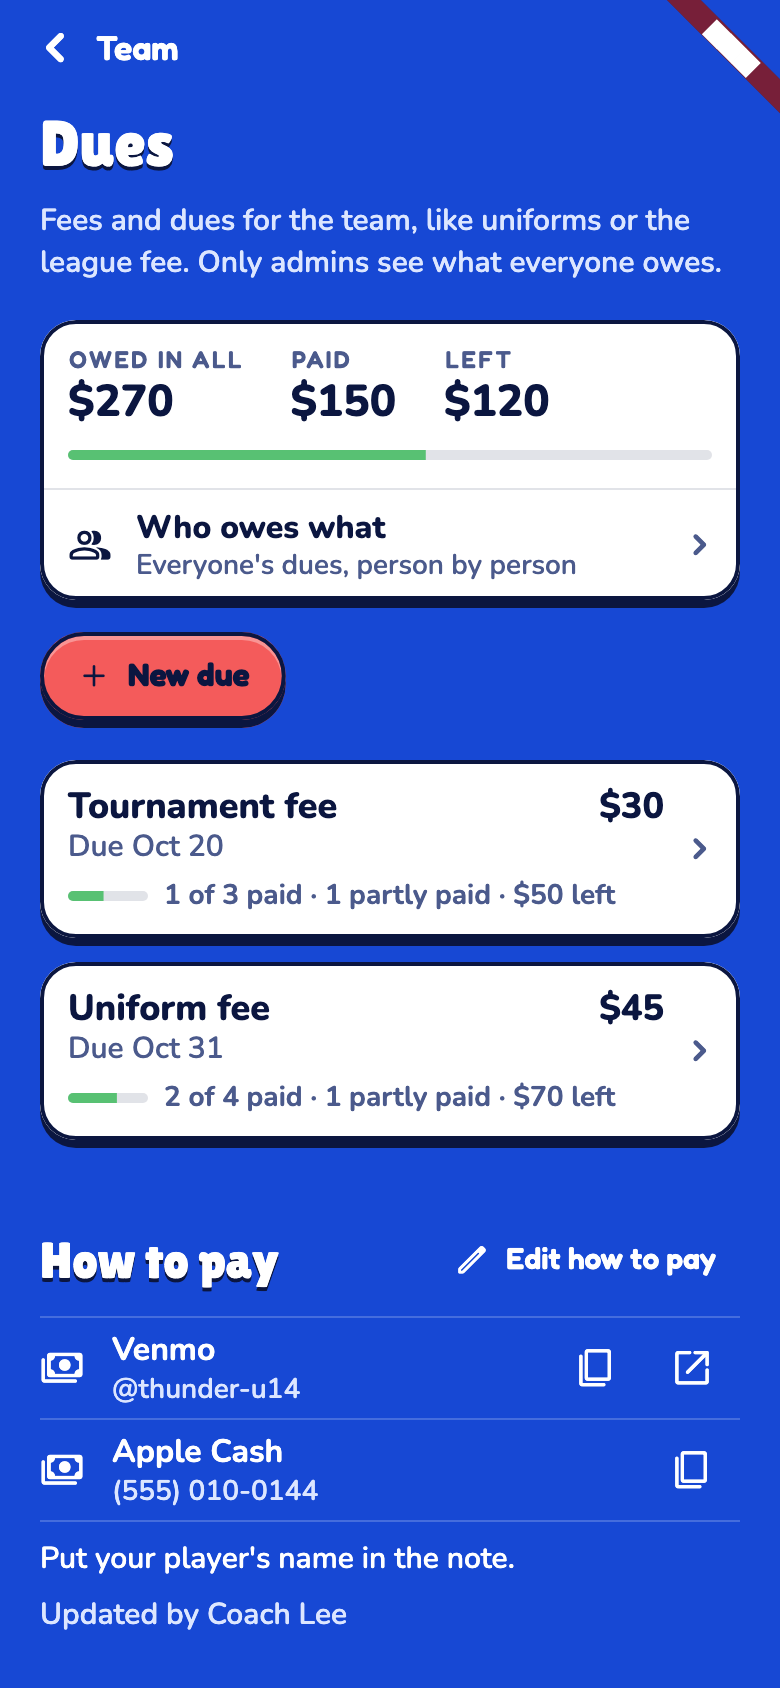 Team
Dues
Fees and dues for the team, like uniforms or the
league fee. Only admins see what everyone owes.
OWED IN ALL PAID LEFT
$270 $150 $120
Who owes what
Everyone's dues, person by person
New due
Tournament fee $30
Due Oct 20
1 of 3 paid · 1 partly paid · $50 left
Uniform fee $45
Due Oct 31
2 of 4 paid · 1 partly paid · $70 left
How to pay Edit how to pay
Venmo
@thunder-u14
Apple Cash
(555) 010-0144
Put your player's name in the note.
Updated by Coach Lee